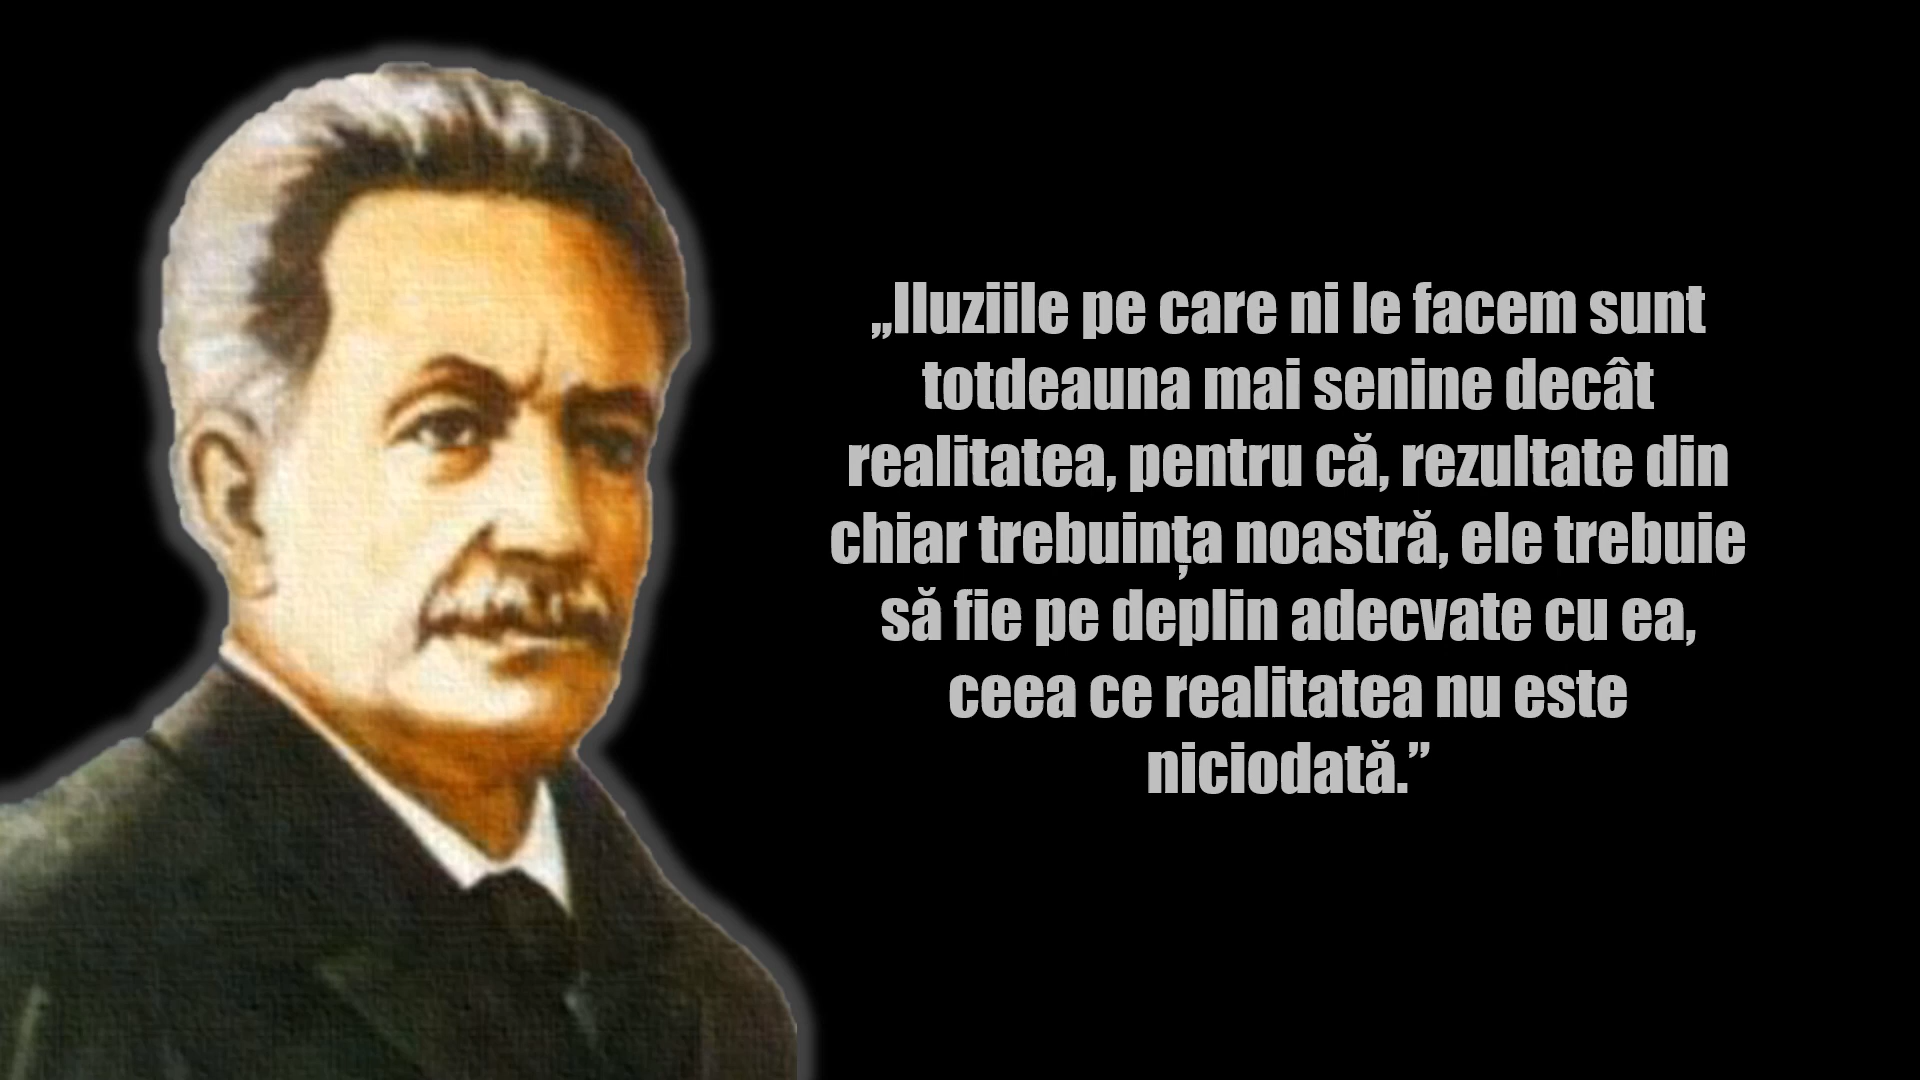 „Iluziile pe care ni le facem sunt
totdeauna mai senine decât
realitatea, pentru că, rezultate din
chiar trebuința noastră, ele trebuie
să fie pe deplin adecvate cu ea,
ceea ce realitatea nu este
niciodată.”